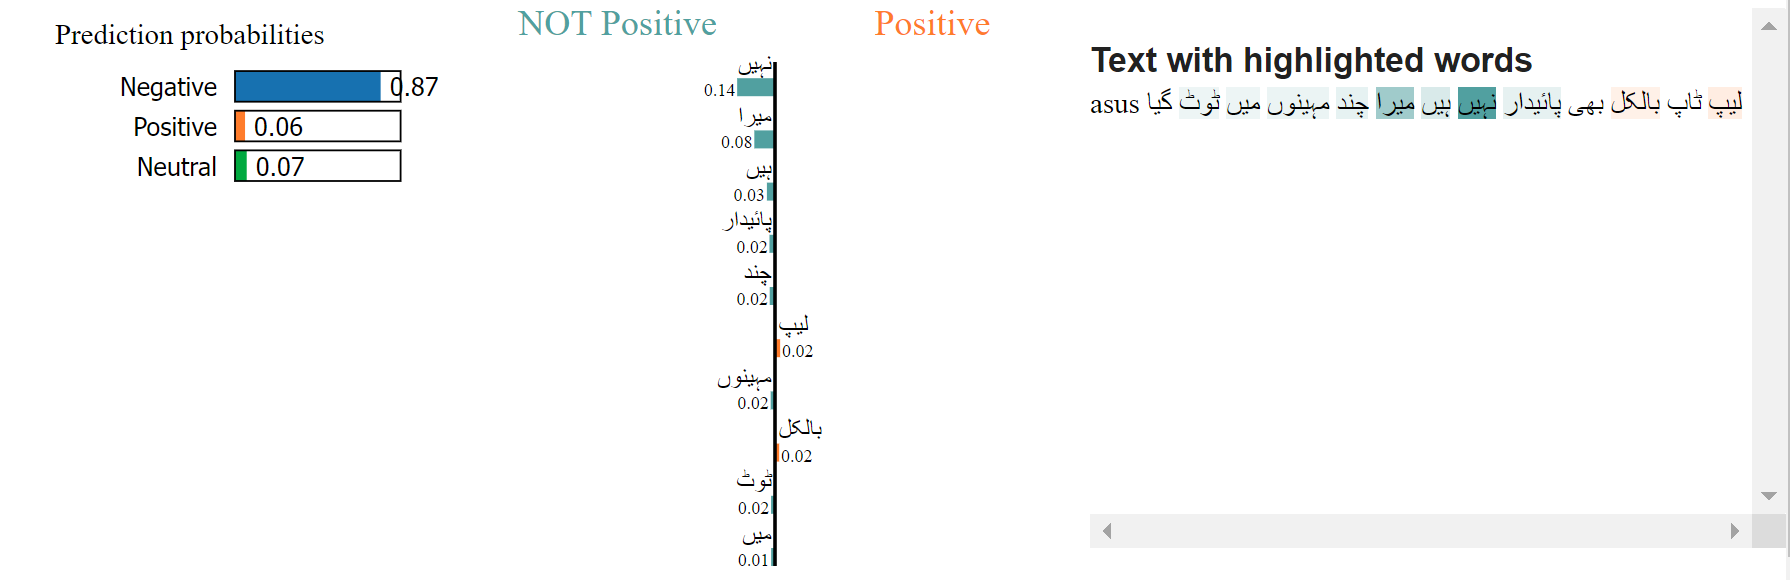 Prediction probabilities
Negative 0.87
Positive 0.06
Neutral 0.07
NOT Positive Positive
نہیں
0.14
میرا
0.08
ہیں
0.03
پائیدار
0.02
چند
0.02
لیپ
0.02
مہینوں
0.02
بالکل
0.02
ٹوٹ
0.02
میں
0.01
Text with highlighted words
لیپ ٹاپ بالکل بھی پائیدار نہیں ہیں میرا چند مہینوں میں ٹوٹ گیا asus